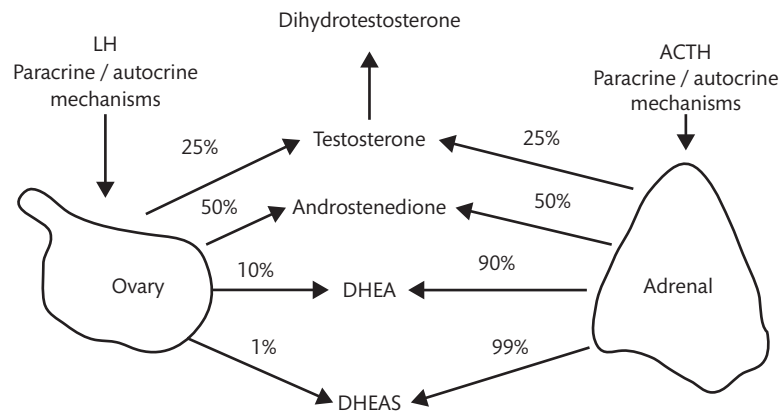 Dihydrotestosterone
LH
Paracrine / autocrine
mechanisms
ACTH
Paracrine / autocrine
mechanisms
25%
Testosterone
25%
50%
Androstenedione
50%
Ovary
10%
DHEA
90%
Adrenal
1%
DHEAS
99%